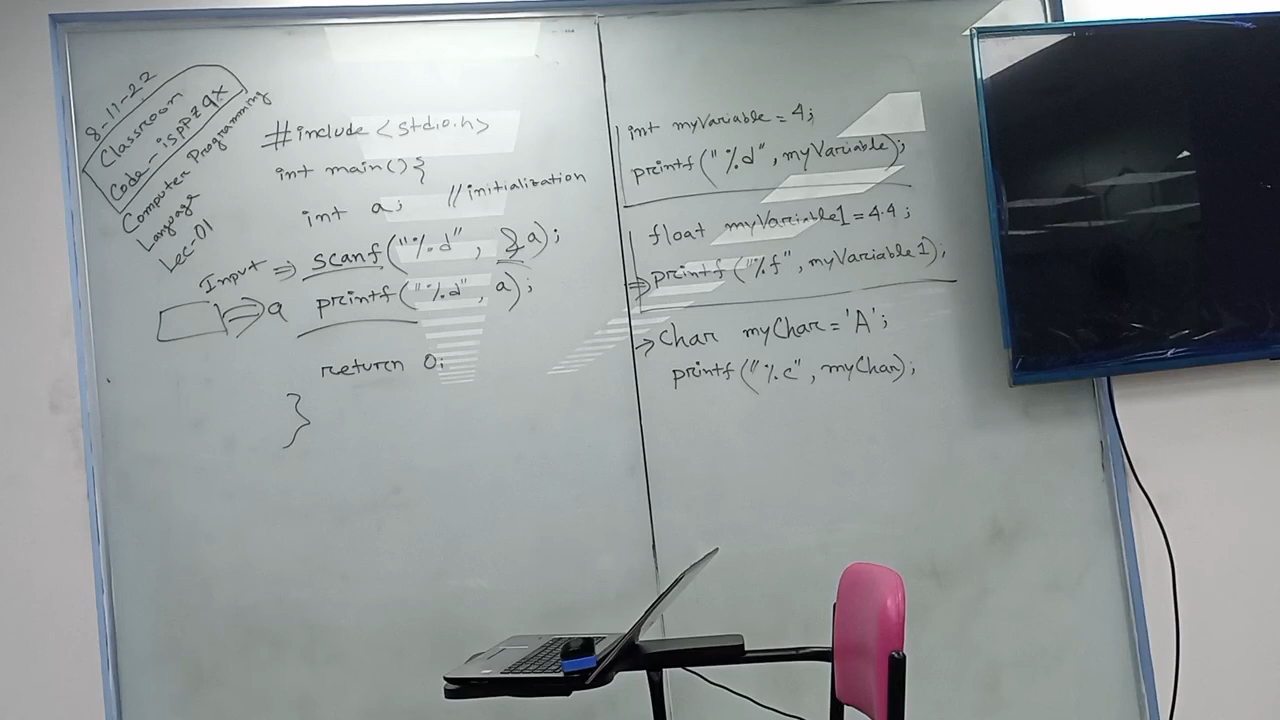 8-11-22
Classroom
Code-isppzqx
Computer Programming
Language
Lec-01
#include <stdio.h>
int main(){
int a; //initialization
Input => scanf("%d", &a);
=> a printf("%d", a);
return 0;
}
int myVariable = 4;
printf("%d", myVariable);
float myVariable1 = 4.4;
=> printf("%f", myVariable1);
→ Char myChar = 'A';
printf("%c", myChar);